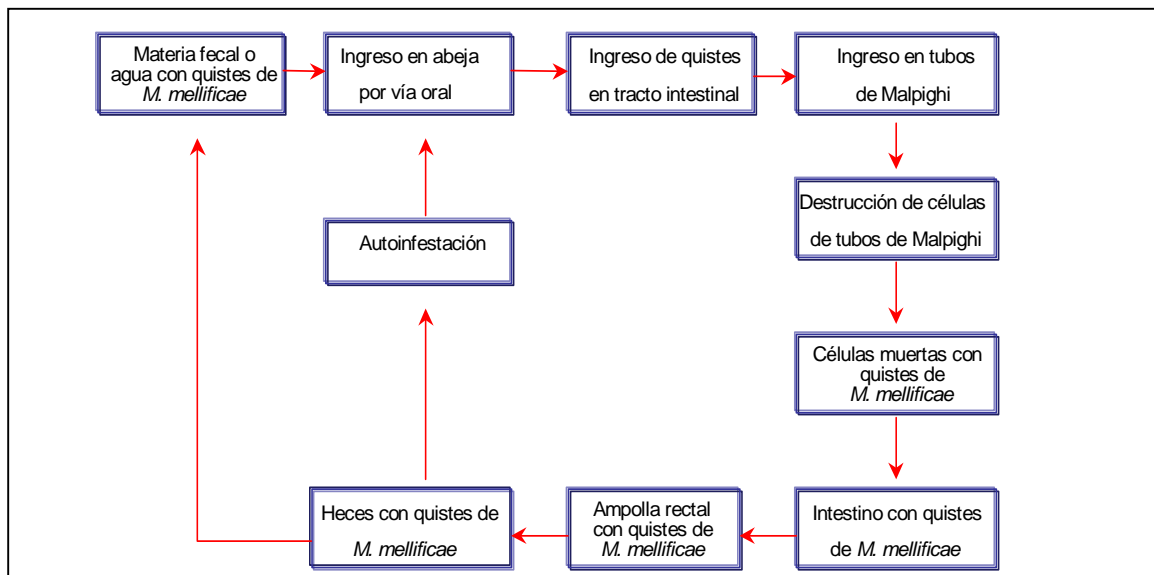 Materia fecal o
agua con quistes de
M. mellificae
Ingreso en abeja
por vía oral
Ingreso de quistes
en tracto intestinal
Ingreso en tubos
de Malpighi
Destrucción de células
de tubos de Malpighi
Autoinfestación
Células muertas con
quistes de
M. mellificae
Heces con quistes de
M. mellificae
Ampolla rectal
con quistes de
M. mellificae
Intestino con quistes
de M. mellificae